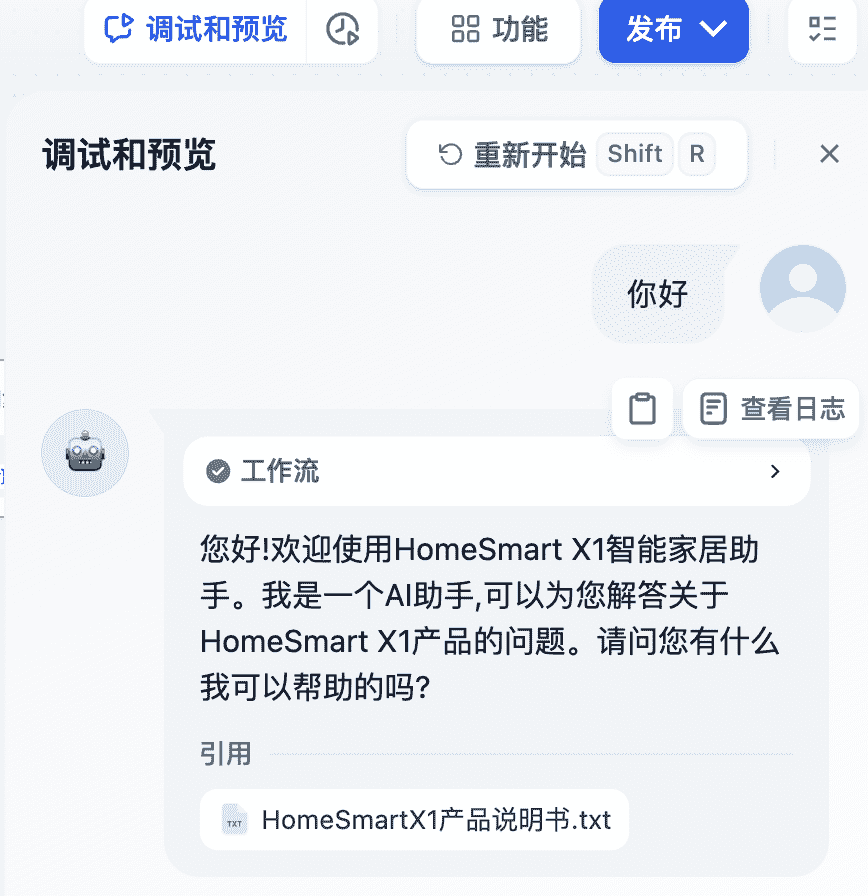 调试和预览
功能
发布
调试和预览
重新开始 Shift R
你好
查看日志
工作流
您好!欢迎使用HomeSmart X1智能家居助
手。我是一个AI助手,可以为您解答关于
HomeSmart X1产品的问题。请问您有什么
我可以帮助的吗?
引用
TXT HomeSmartX1产品说明书.txt